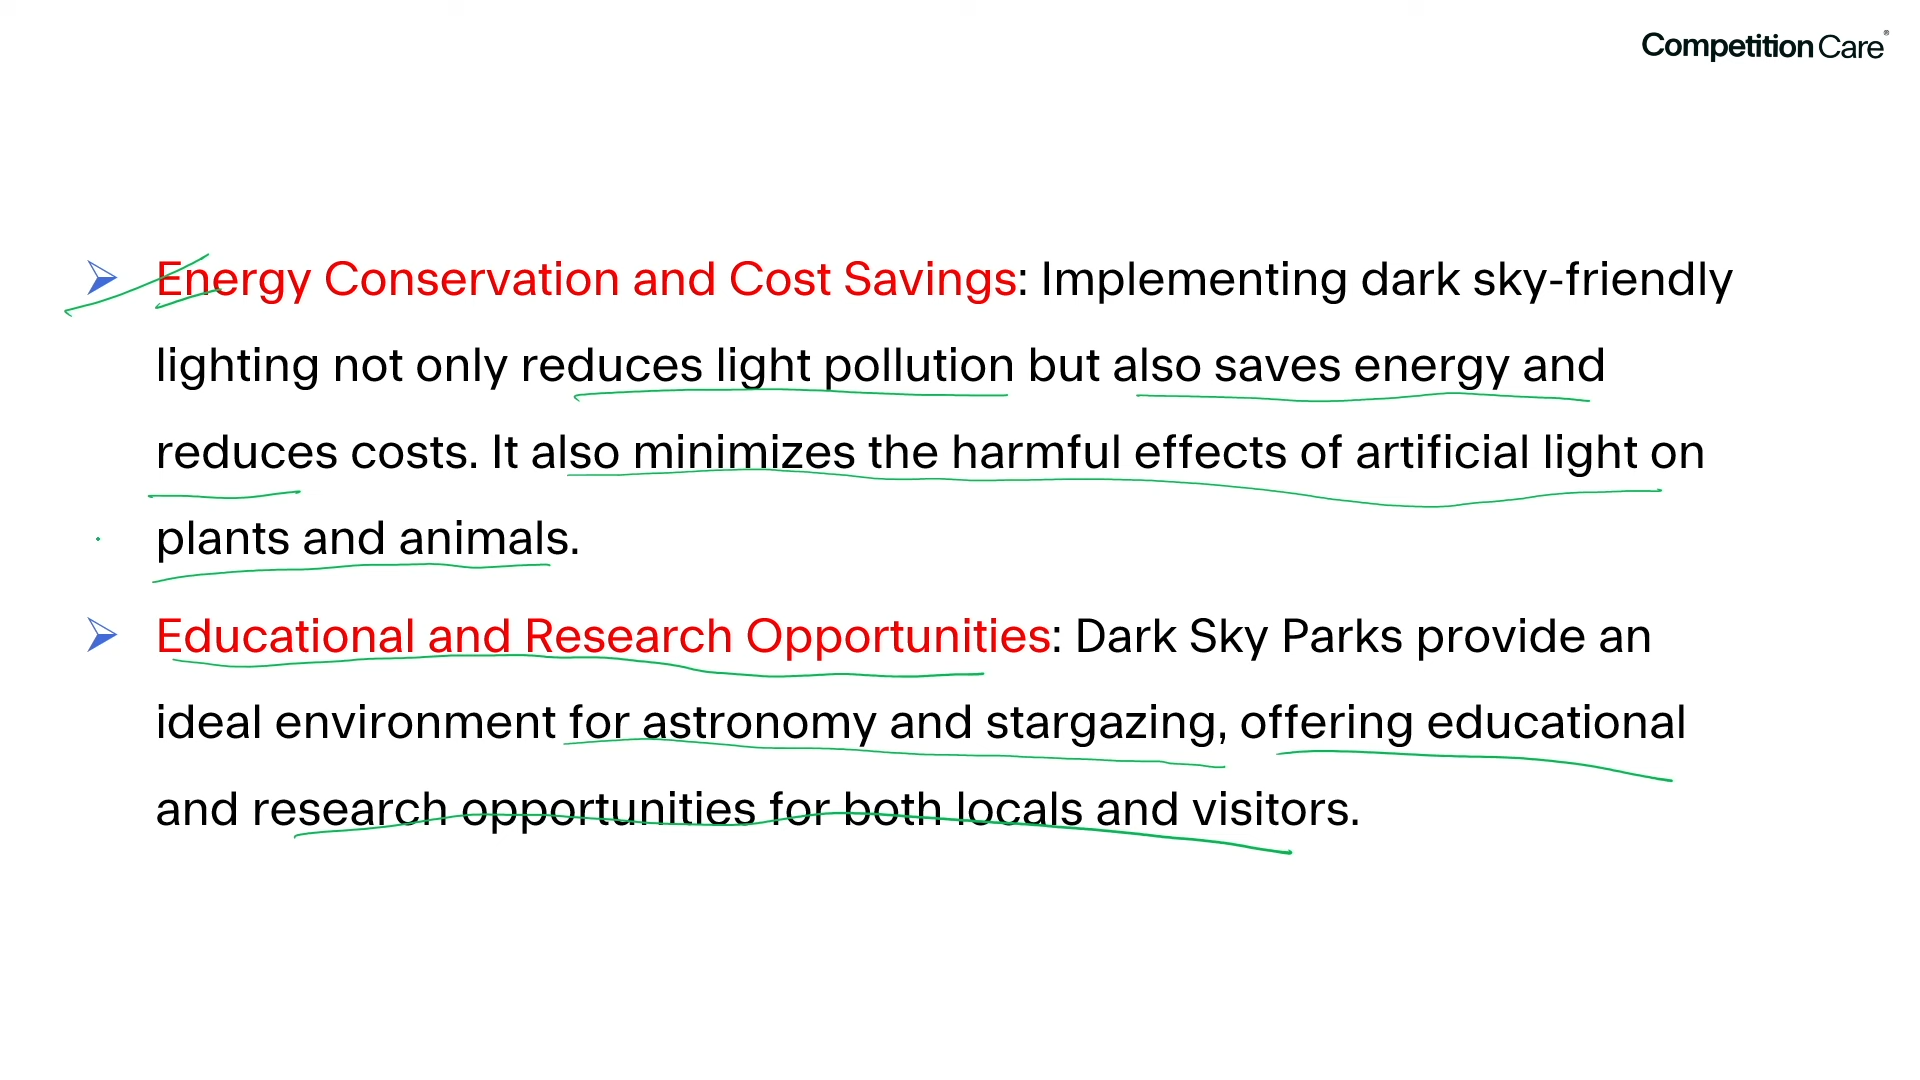 Competition Care®
➢ Energy Conservation and Cost Savings: Implementing dark sky-friendly
lighting not only reduces light pollution but also saves energy and
reduces costs. It also minimizes the harmful effects of artificial light on
plants and animals.
➢ Educational and Research Opportunities: Dark Sky Parks provide an
ideal environment for astronomy and stargazing, offering educational
and research opportunities for both locals and visitors.